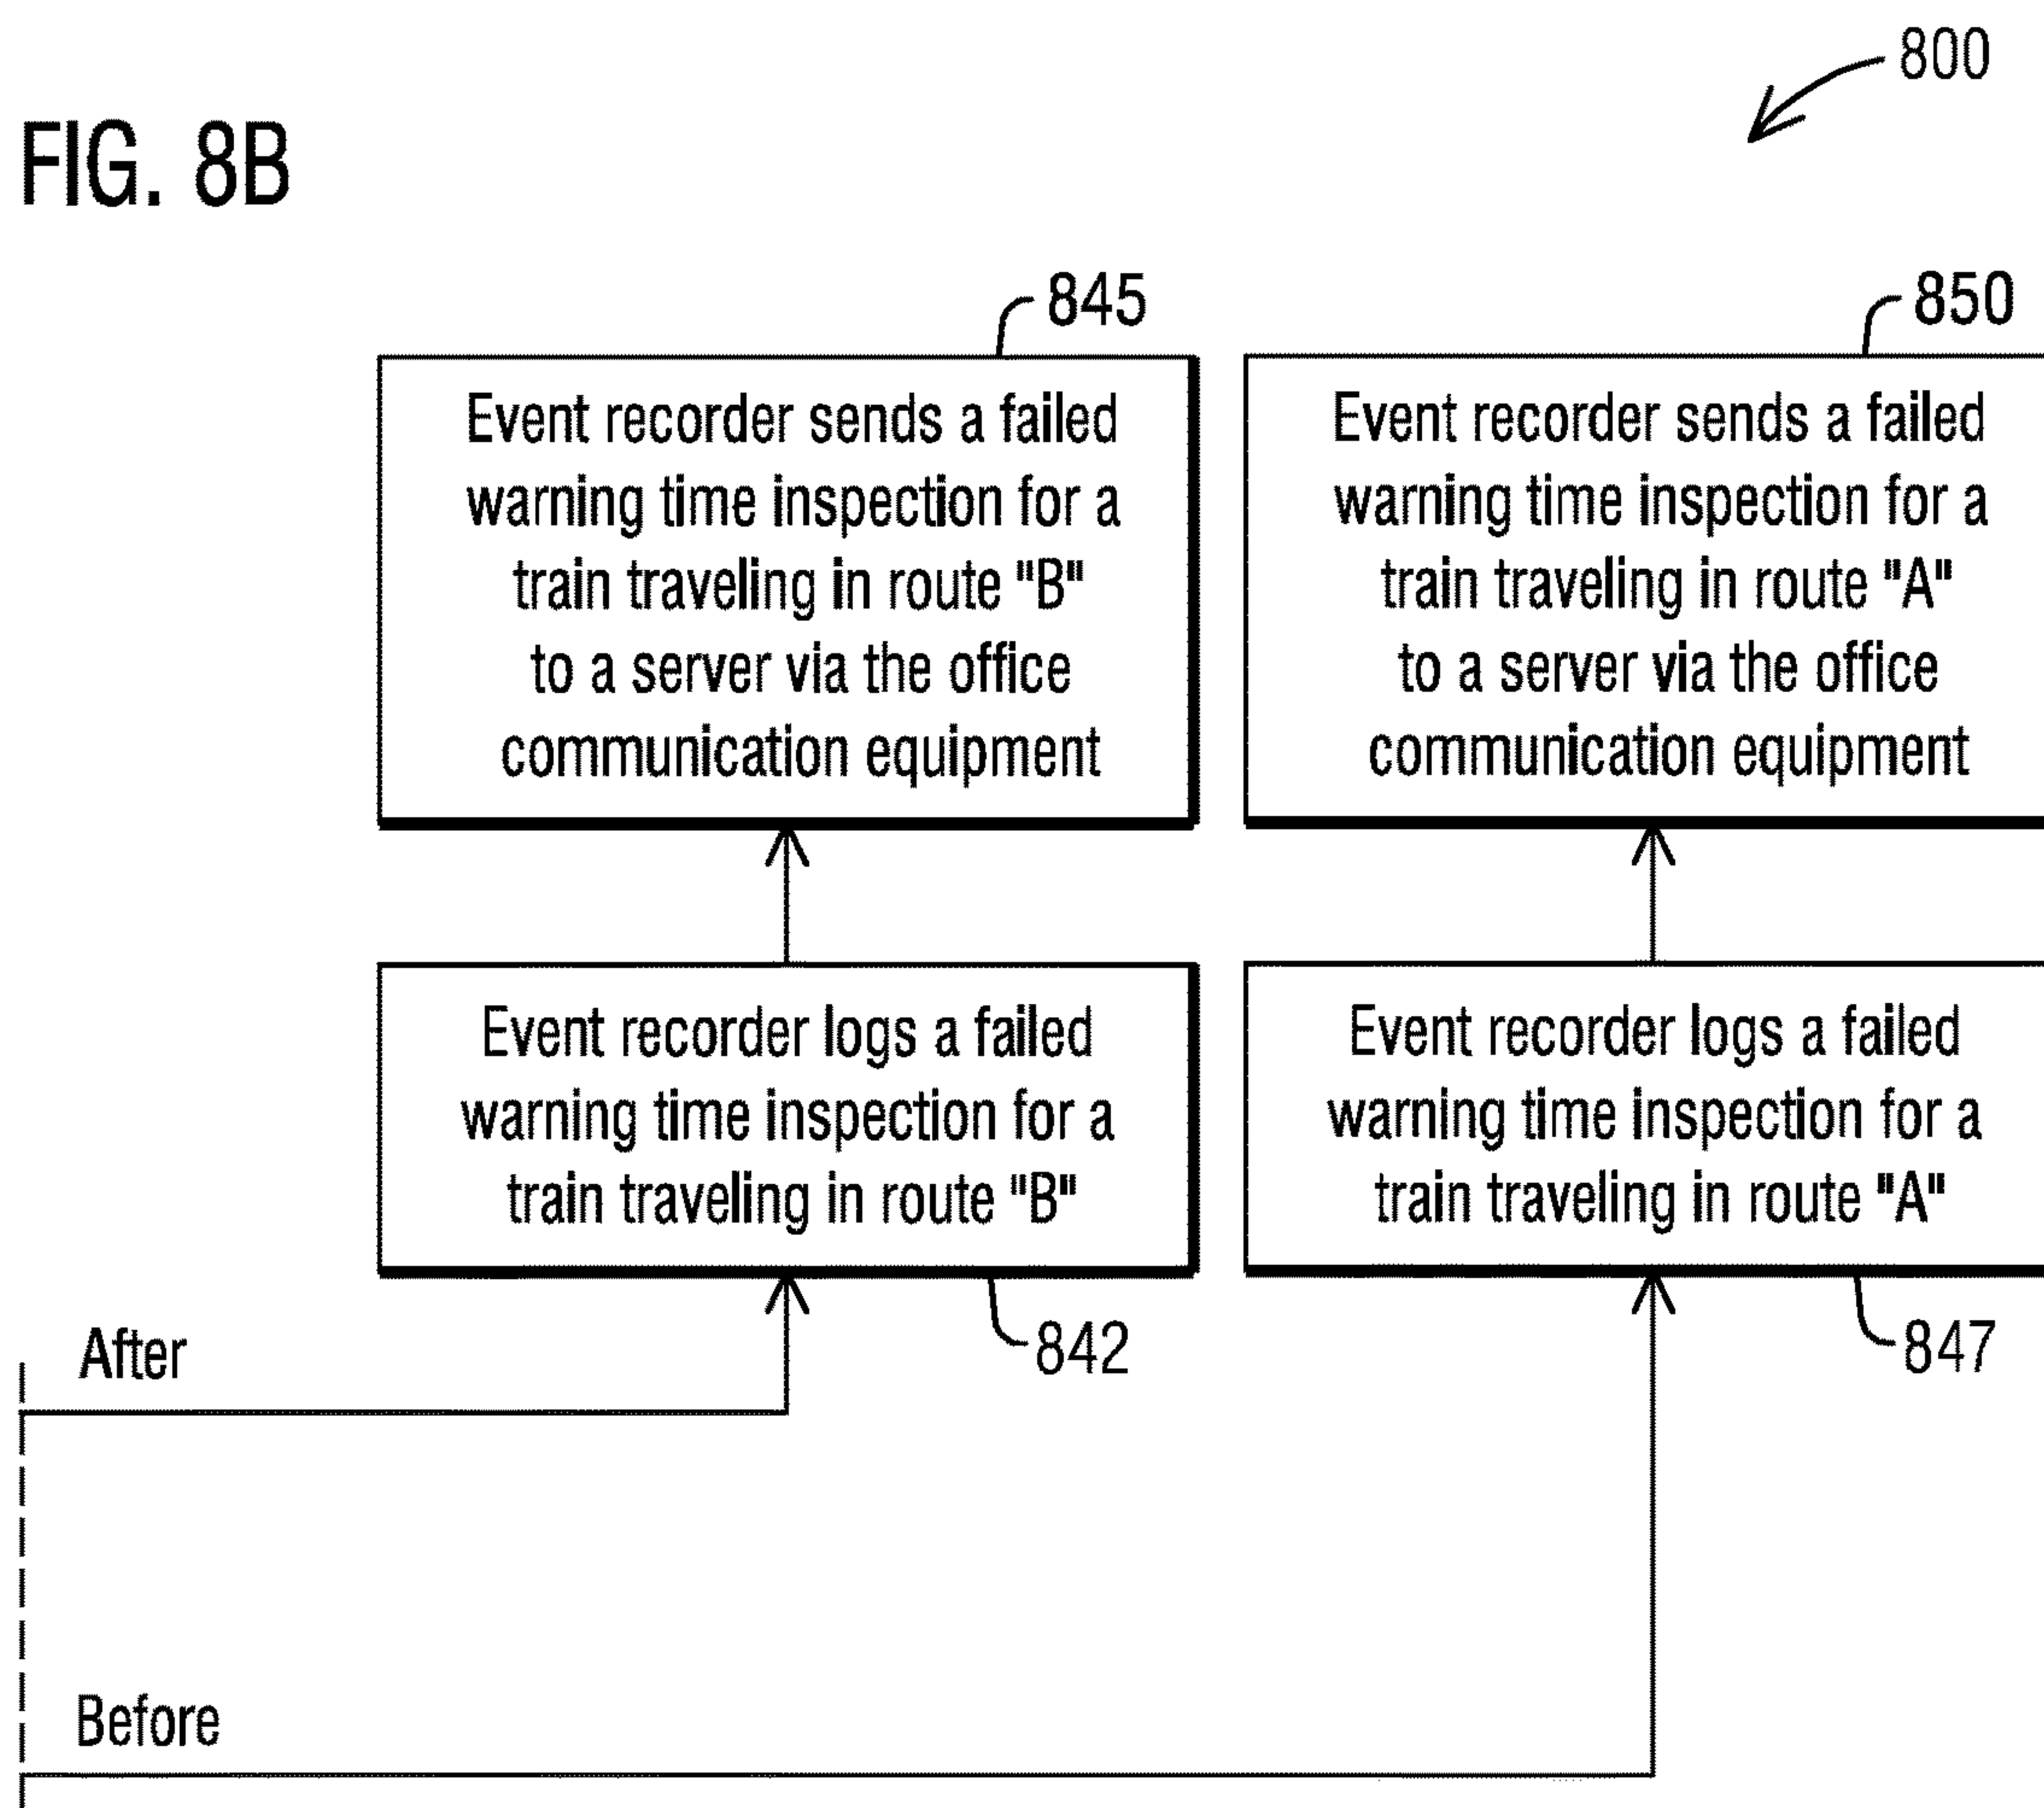 800
FIG. 8B
845
850
Event recorder sends a failed
warning time inspection for a
train traveling in route "B"
to a server via the office
communication equipment
Event recorder sends a failed
warning time inspection for a
train traveling in route "A"
to a server via the office
communication equipment
Event recorder logs a failed
warning time inspection for a
train traveling in route "B"
Event recorder logs a failed
warning time inspection for a
train traveling in route "A"
842
847
After
Before